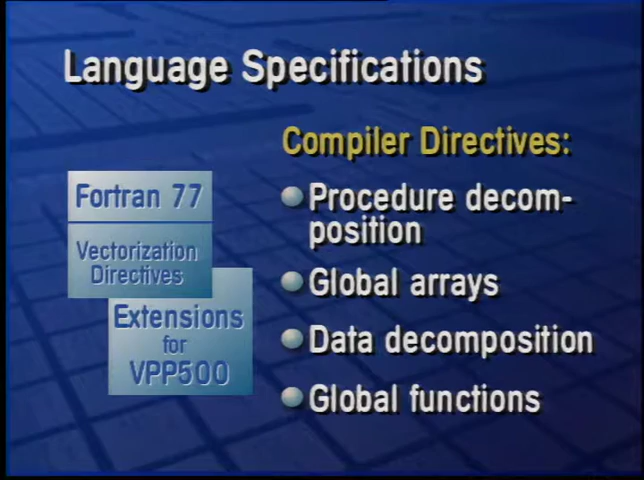 Language Specifications
Fortran 77
Vectorization
Directives
Extensions
for
VPP500
Compiler Directives:
Procedure decom-
position
Global arrays
Data decomposition
Global functions